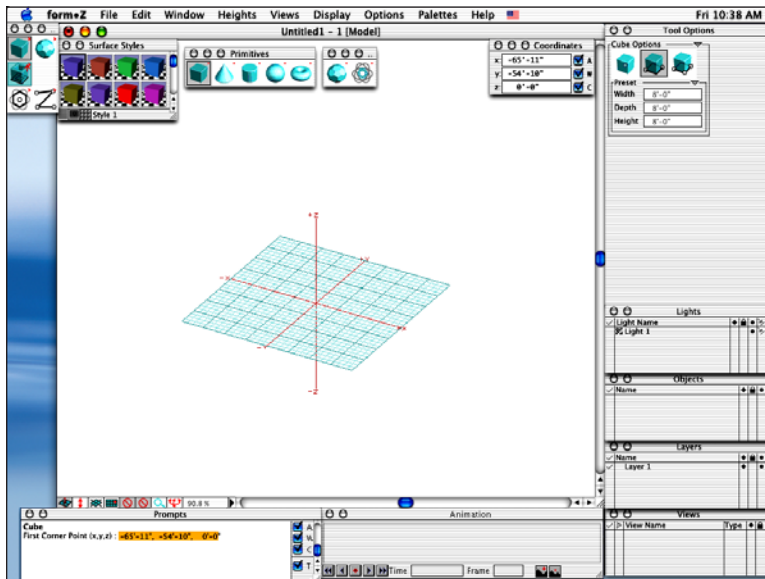 form•Z File Edit Window Heights Views Display Options Palettes Help Fri 10:38 AM
Untitled1 - 1 [Model]
Tool Options
Surface Styles
Primitives
Coordinates
Cube Options
x: -65'-11" A
y: -54'-10" W
z: 0'-0" C
Preset
Width 8'-0"
Depth 8'-0"
Height 8'-0"
Style 1
+Z
+Y
-X
+X
-Y
-Z
Lights
Light Name
Light 1
Objects
Name
Layers
Name
Layer 1
90.8 %
Prompts
Animation
Views
Cube
First Corner Point (x,y,z) : -65'-11", -54'-10", 0'-0"
A
W
C
T
View Name Type
Time Frame